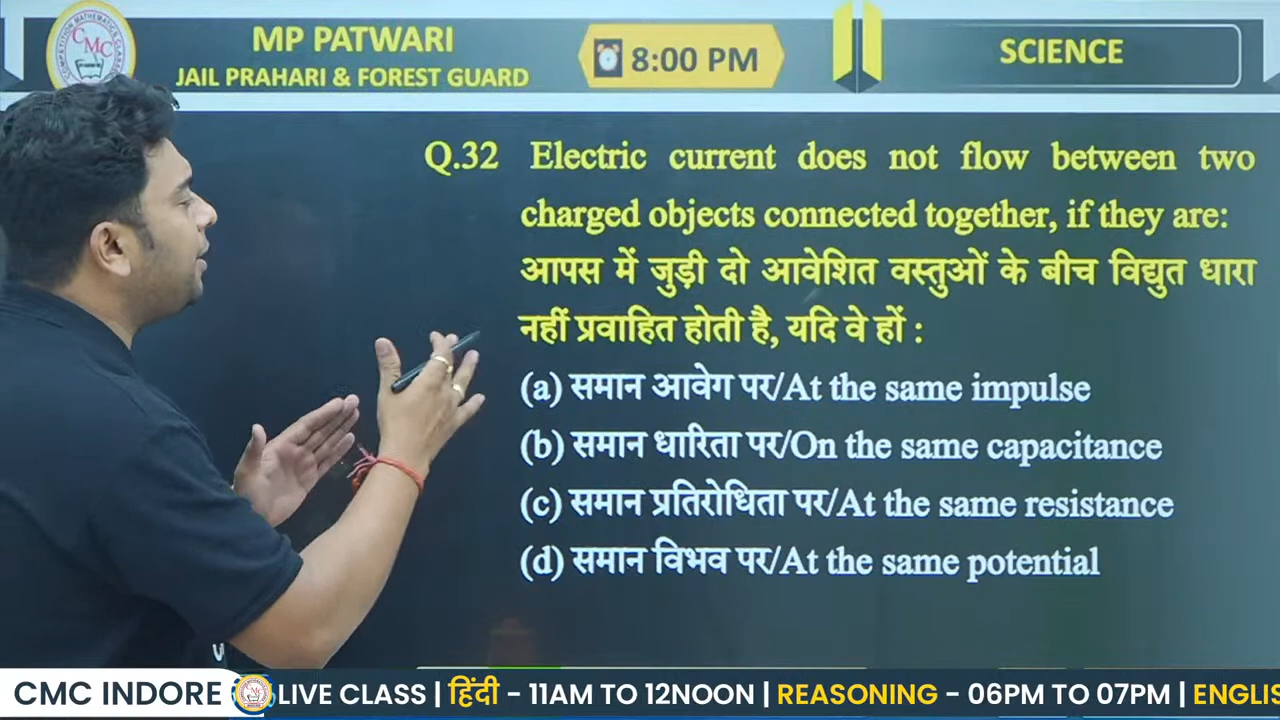 CMC
MP PATWARI
JAIL PRAHARI & FOREST GUARD
8:00 PM
SCIENCE
Q.32 Electric current does not flow between two
charged objects connected together, if they are:
आपस में जुड़ी दो आवेशित वस्तुओं के बीच विद्युत धारा
नहीं प्रवाहित होती है, यदि वे हों :
(a) समान आवेग पर/At the same impulse
(b) समान धारिता पर/On the same capacitance
(c) समान प्रतिरोधिता पर/At the same resistance
(d) समान विभव पर/At the same potential
CMC INDORE LIVE CLASS | हिंदी - 11AM TO 12NOON | REASONING - 06PM TO 07PM | ENGLIS